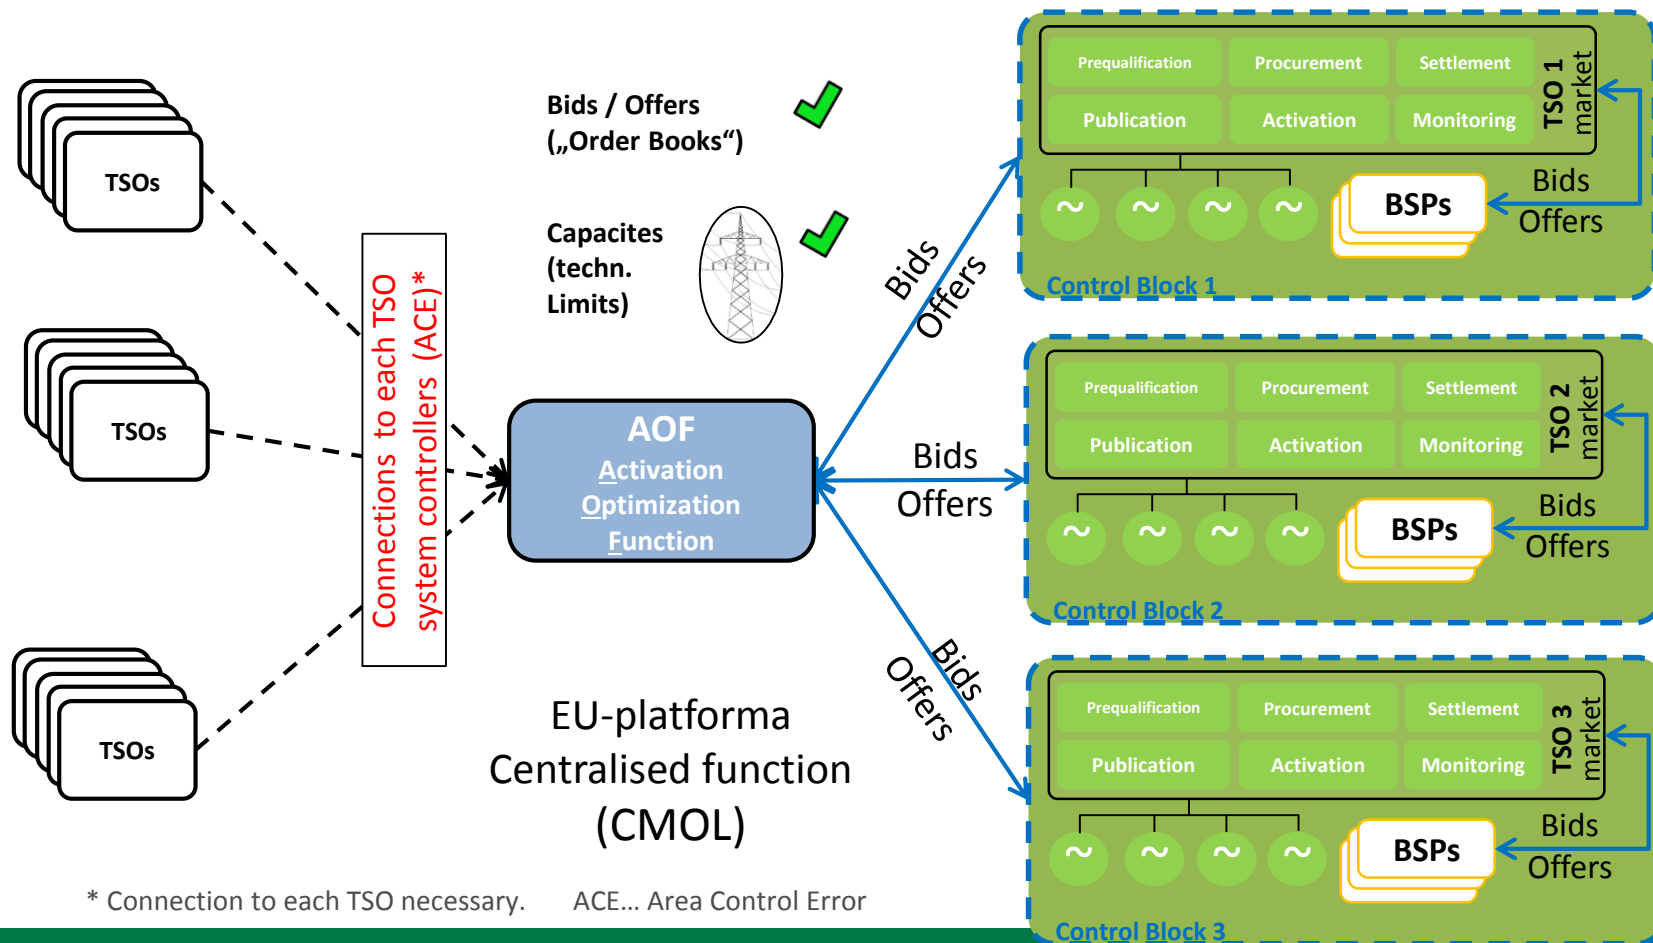 TSOs
TSOs
TSOs
Connections to each TSO
system controllers (ACE)*
Bids / Offers
(„Order Books“)
Capacites
(techn.
Limits)
AOF
Activation
Optimization
Function
EU-platforma
Centralised function
(CMOL)
Bids
Offers
Bids
Offers
Bids
Offers
Prequalification
Procurement
Settlement
Publication
Activation
Monitoring
TSO 1
market
~ ~ ~ ~
BSPs
Bids
Offers
Control Block 1
Prequalification
Procurement
Settlement
Publication
Activation
Monitoring
TSO 2
market
~ ~ ~ ~
BSPs
Bids
Offers
Control Block 2
Prequalification
Procurement
Settlement
Publication
Activation
Monitoring
TSO 3
market
~ ~ ~ ~
BSPs
Bids
Offers
Control Block 3
* Connection to each TSO necessary. ACE... Area Control Error